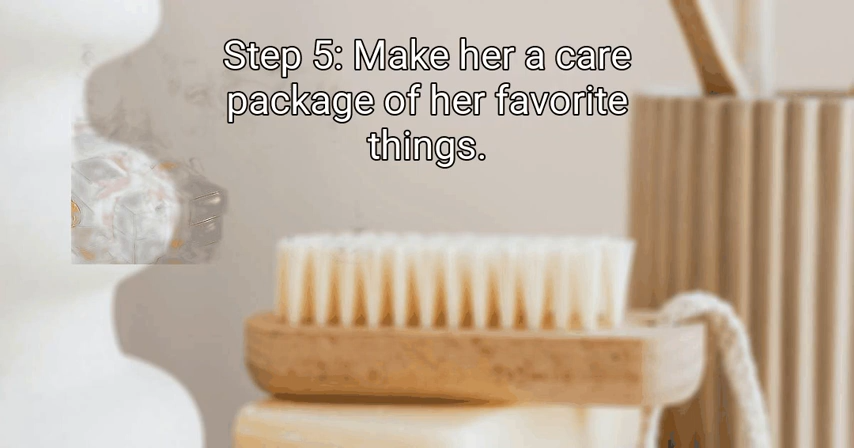 Step 5: Make her a care
package of her favorite
things.